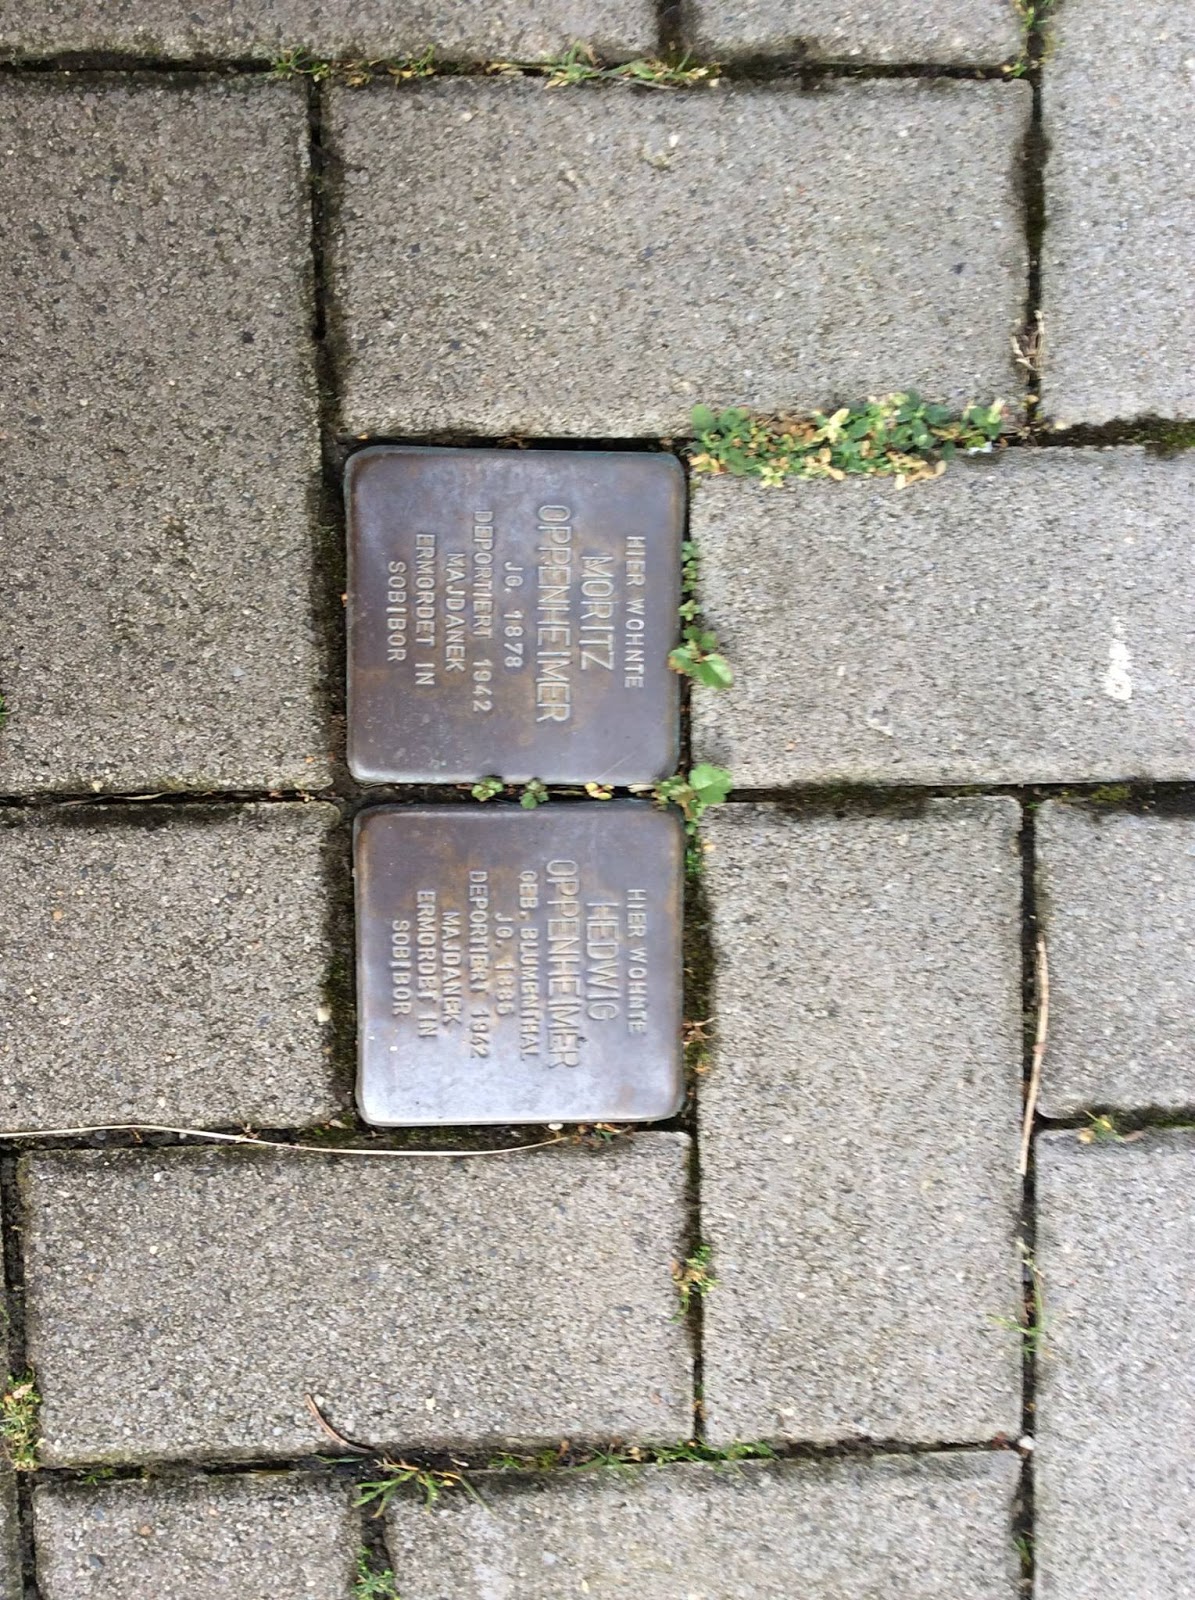 HIER WOHNTE
MORITZ
OPPENHEIMER
JG. 1878
DEPORTIERT 1942
MAJDANEK
ERMORDET IN
SOBIBOR
HIER WOHNTE
HEDWIG
OPPENHEIMER
GEB. BLUMENTHAL
JG. 1885
DEPORTIERT 1942
MAJDANEK
ERMORDET IN
SOBIBOR